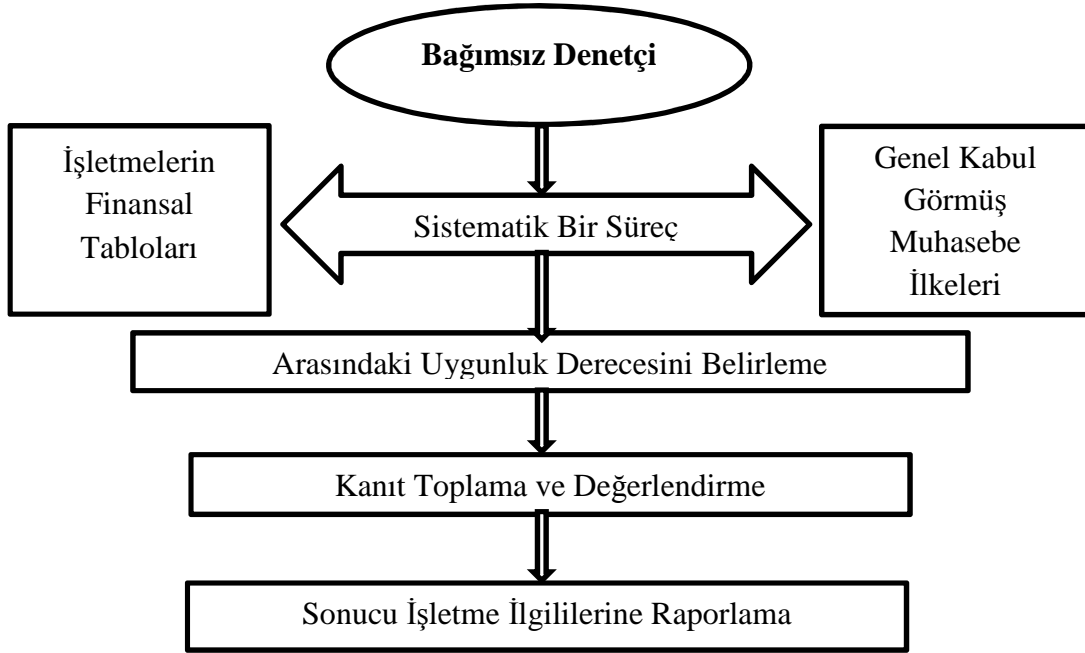 Bağımsız Denetçi
İşletmelerin
Finansal
Tabloları
Sistematik Bir Süreç
Genel Kabul
Görmüş
Muhasebe
İlkeleri
Arasındaki Uygunluk Derecesini Belirleme
Kanıt Toplama ve Değerlendirme
Sonucu İşletme İlgililerine Raporlama